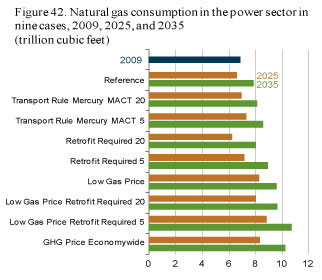 Figure 42. Natural gas consumption in the power sector in
nine cases, 2009, 2025, and 2035
(trillion cubic feet)
2009
Reference
2025
2035
Transport Rule Mercury MACT 20
Transport Rule Mercury MACT 5
Retrofit Required 20
Retrofit Required 5
Low Gas Price
Low Gas Price Retrofit Required 20
Low Gas Price Retrofit Required 5
GHG Price Economywide
0 2 4 6 8 10 12